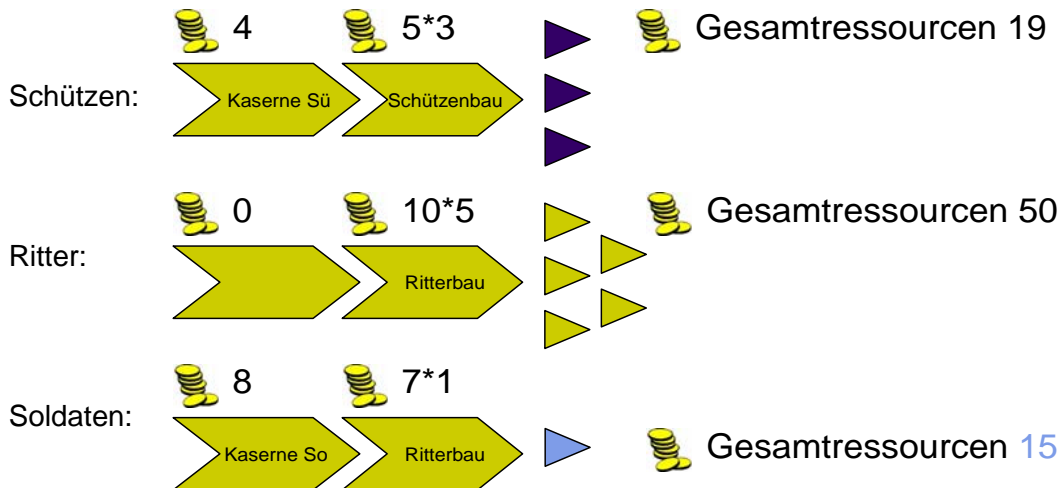 4 5*3 Gesamtressourcen 19
Schützen: Kaserne Sü Schützenbau
0 10*5 Gesamtressourcen 50
Ritter: Ritterbau
8 7*1
Soldaten: Kaserne So Ritterbau Gesamtressourcen 15